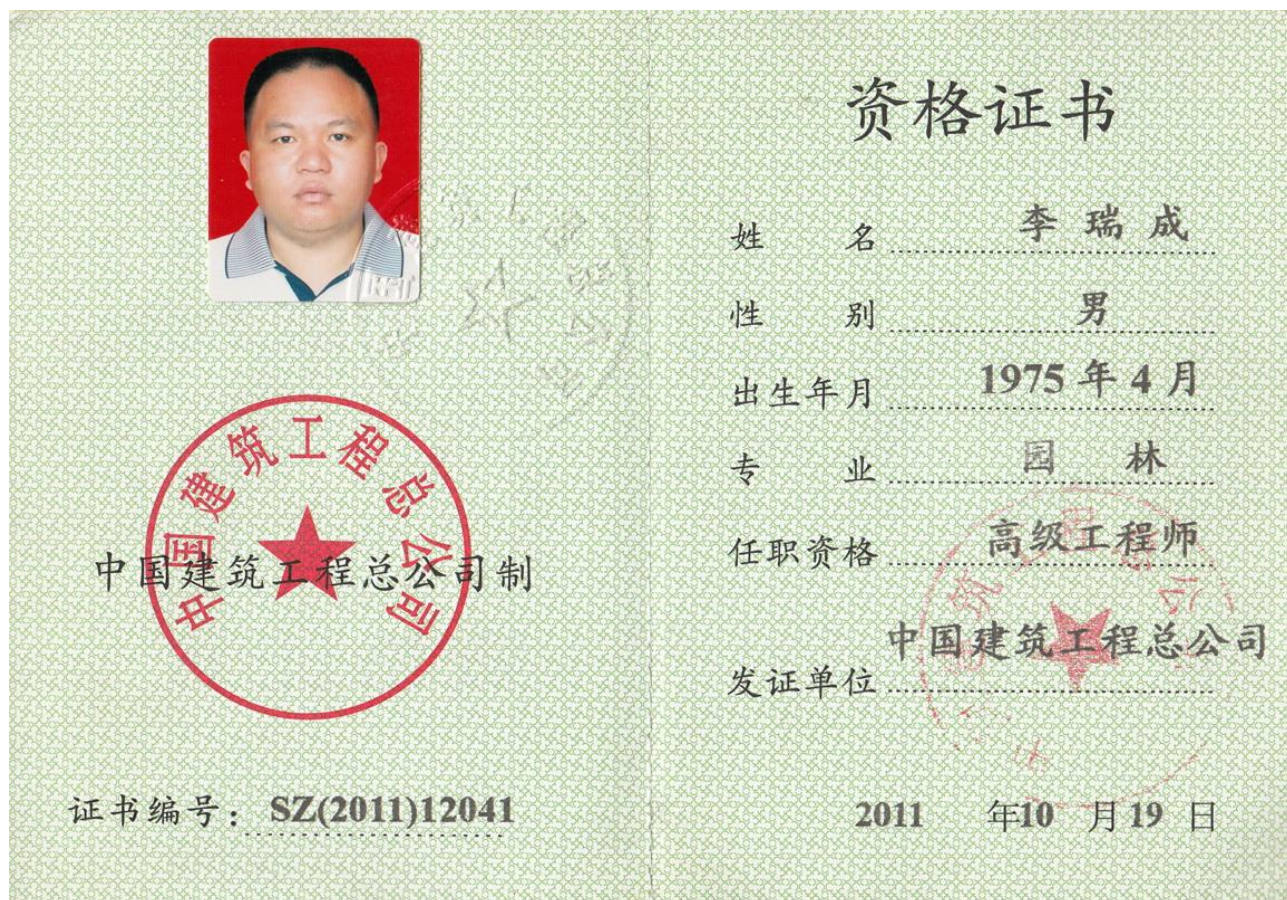 中国建筑工程总公司
中国建筑工程总公司制
证书编号：SZ(2011)12041
资格证书
姓名 李瑞成
性别 男
出生年月 1975年4月
专业 园林
任职资格 高级工程师
发证单位 中国建筑工程总公司
2011 年10 月19 日